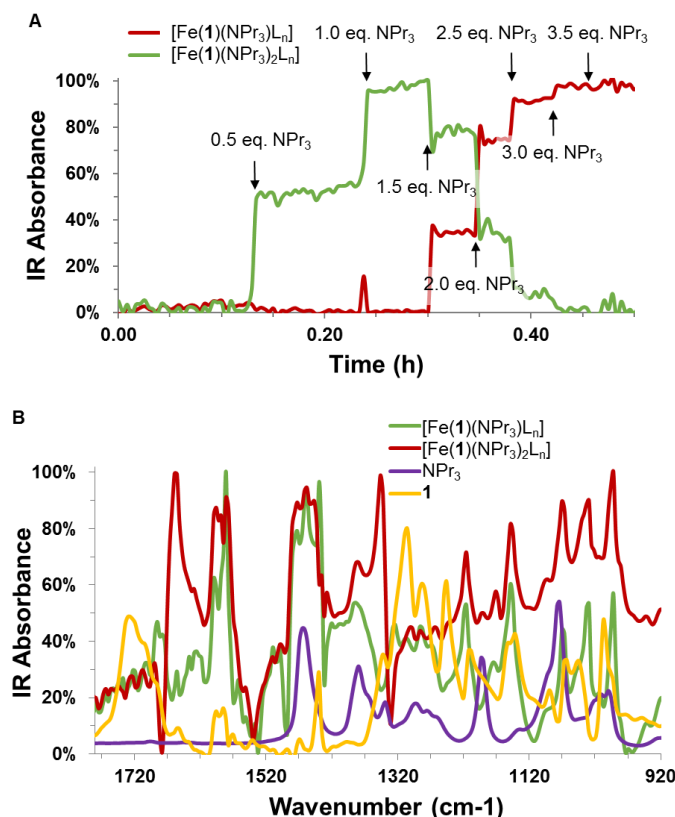 A
[Fe(1)(NPr₃)Lₙ]
[Fe(1)(NPr₃)₂Lₙ]
1.0 eq. NPr₃
2.5 eq. NPr₃
3.5 eq. NPr₃
0.5 eq. NPr₃
1.5 eq. NPr₃
3.0 eq. NPr₃
2.0 eq. NPr₃
IR Absorbance
100%
80%
60%
40%
20%
0%
0.00
0.20
0.40
Time (h)
B
[Fe(1)(NPr₃)Lₙ]
[Fe(1)(NPr₃)₂Lₙ]
NPr₃
1
IR Absorbance
100%
80%
60%
40%
20%
0%
1720
1520
1320
1120
920
Wavenumber (cm-1)